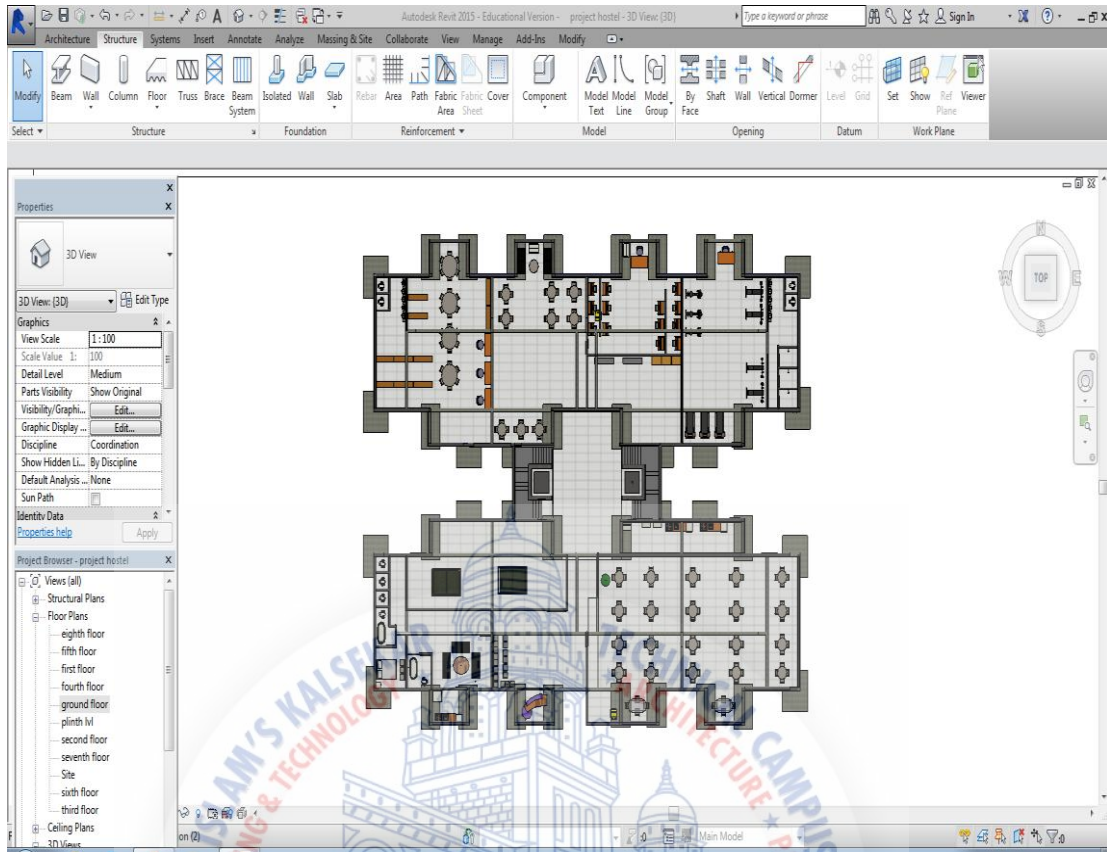 Autodesk Revit 2015 - Educational Version - project hostel - 3D View: {3D}
Type a keyword or phrase
Sign In
Architecture Structure Systems Insert Annotate Analyze Massing & Site Collaborate View Manage Add-Ins Modify
Modify Beam Wall Column Floor Truss Brace Beam System Isolated Wall Slab Rebar Area Path Fabric Area Fabric Sheet Cover Component Model Text Model Line Model Group By Face Shaft Wall Vertical Dormer Level Grid Set Show Ref Plane Viewer
Select Structure Foundation Reinforcement Model Opening Datum Work Plane
Properties
3D View
3D View: {3D} Edit Type
Graphics
View Scale 1 : 100
Scale Value 1: 100
Detail Level Medium
Parts Visibility Show Original
Visibility/Graphi... Edit...
Graphic Display ... Edit...
Discipline Coordination
Show Hidden Li... By Discipline
Default Analysis ... None
Sun Path
Identity Data
Properties help Apply
Project Browser - project hostel
Views (all)
Structural Plans
Floor Plans
eighth floor
fifth floor
first floor
fourth floor
ground floor
plinth lvl
second floor
seventh floor
Site
sixth floor
third floor
Ceiling Plans
3D Views
TOP
N
W
E
S
on (2)
:0
Main Model
:0
ISLAM'S KALSEKAR TECHNICAL CAMPUS
TECHNOLOGY
ARCHITECTURE